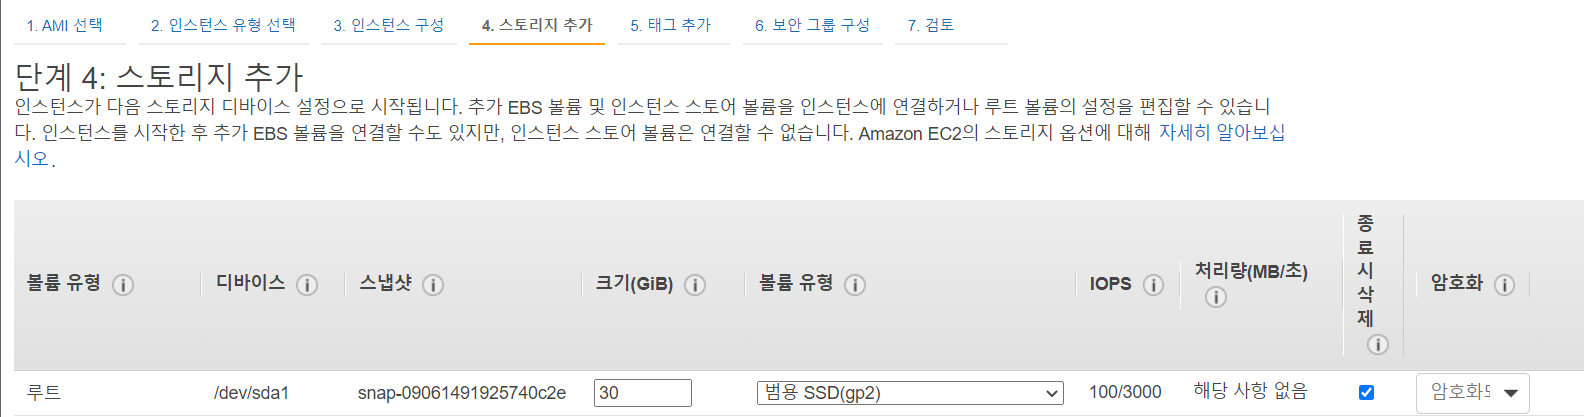 1. AMI 선택 2. 인스턴스 유형 선택 3. 인스턴스 구성 4. 스토리지 추가 5. 태그 추가 6. 보안 그룹 구성 7. 검토
단계 4: 스토리지 추가
인스턴스가 다음 스토리지 디바이스 설정으로 시작됩니다. 추가 EBS 볼륨 및 인스턴스 스토어 볼륨을 인스턴스에 연결하거나 루트 볼륨의 설정을 편집할 수 있습니
다. 인스턴스를 시작한 후 추가 EBS 볼륨을 연결할 수도 있지만, 인스턴스 스토어 볼륨은 연결할 수 없습니다. Amazon EC2의 스토리지 옵션에 대해 자세히 알아보십
시오.
볼륨 유형 디바이스 스냅샷 크기(GiB) 볼륨 유형 IOPS 처리량(MB/초) 종
료
시
삭
제 암호화
루트 /dev/sda1 snap-09061491925740c2e 30 범용 SSD(gp2) 100/3000 해당 사항 없음